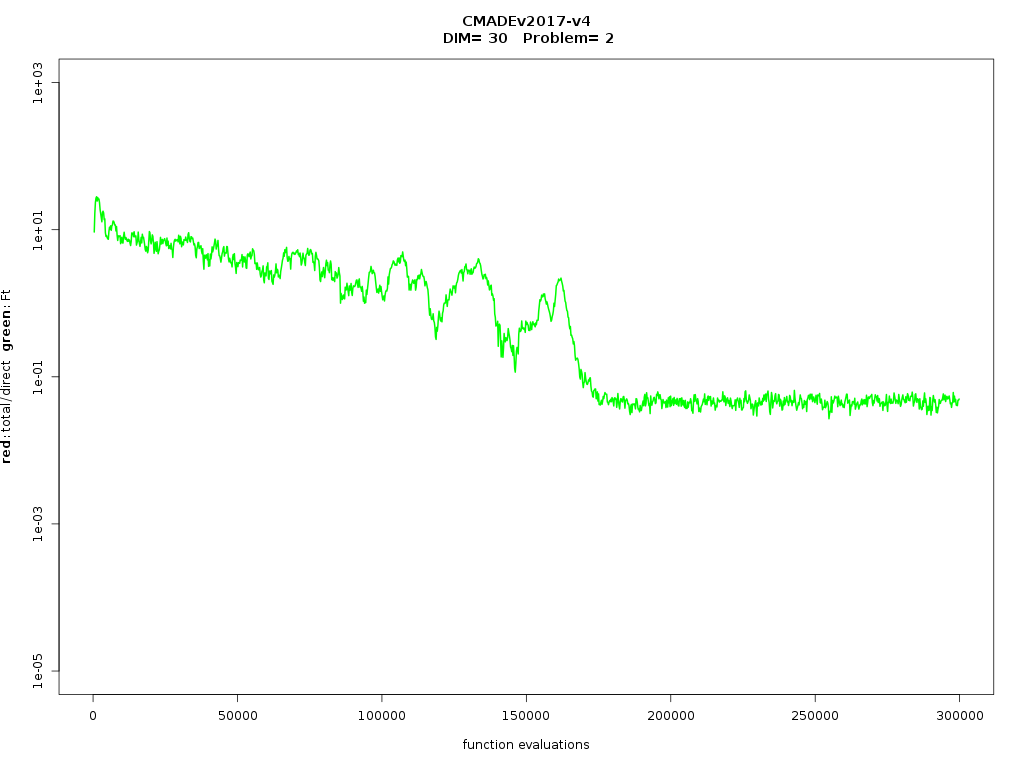 CMADEv2017-v4
DIM= 30   Problem= 2
1e+03
1e+01
1e-01
1e-03
1e-05
red:total/direct green: Ft
0
50000
100000
150000
200000
250000
300000
function evaluations